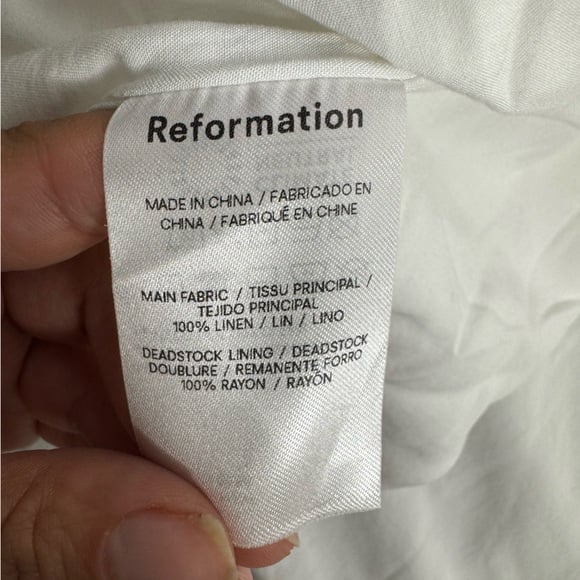 Reformation
MADE IN CHINA / FABRICADO EN
CHINA / FABRIQUÉ EN CHINE
MAIN FABRIC / TISSU PRINCIPAL /
TEJIDO PRINCIPAL
100% LINEN / LIN / LINO
DEADSTOCK LINING / DEADSTOCK
DOUBLURE / REMANENTE FORRO
100% RAYON / RAYÓN